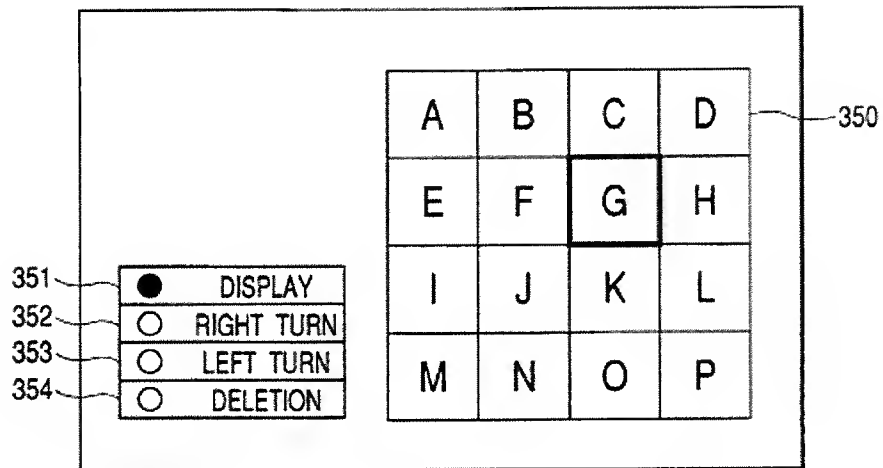 A B C D 350
E F G H
351 DISPLAY I J K L
352 RIGHT TURN
353 LEFT TURN
354 DELETION M N O P